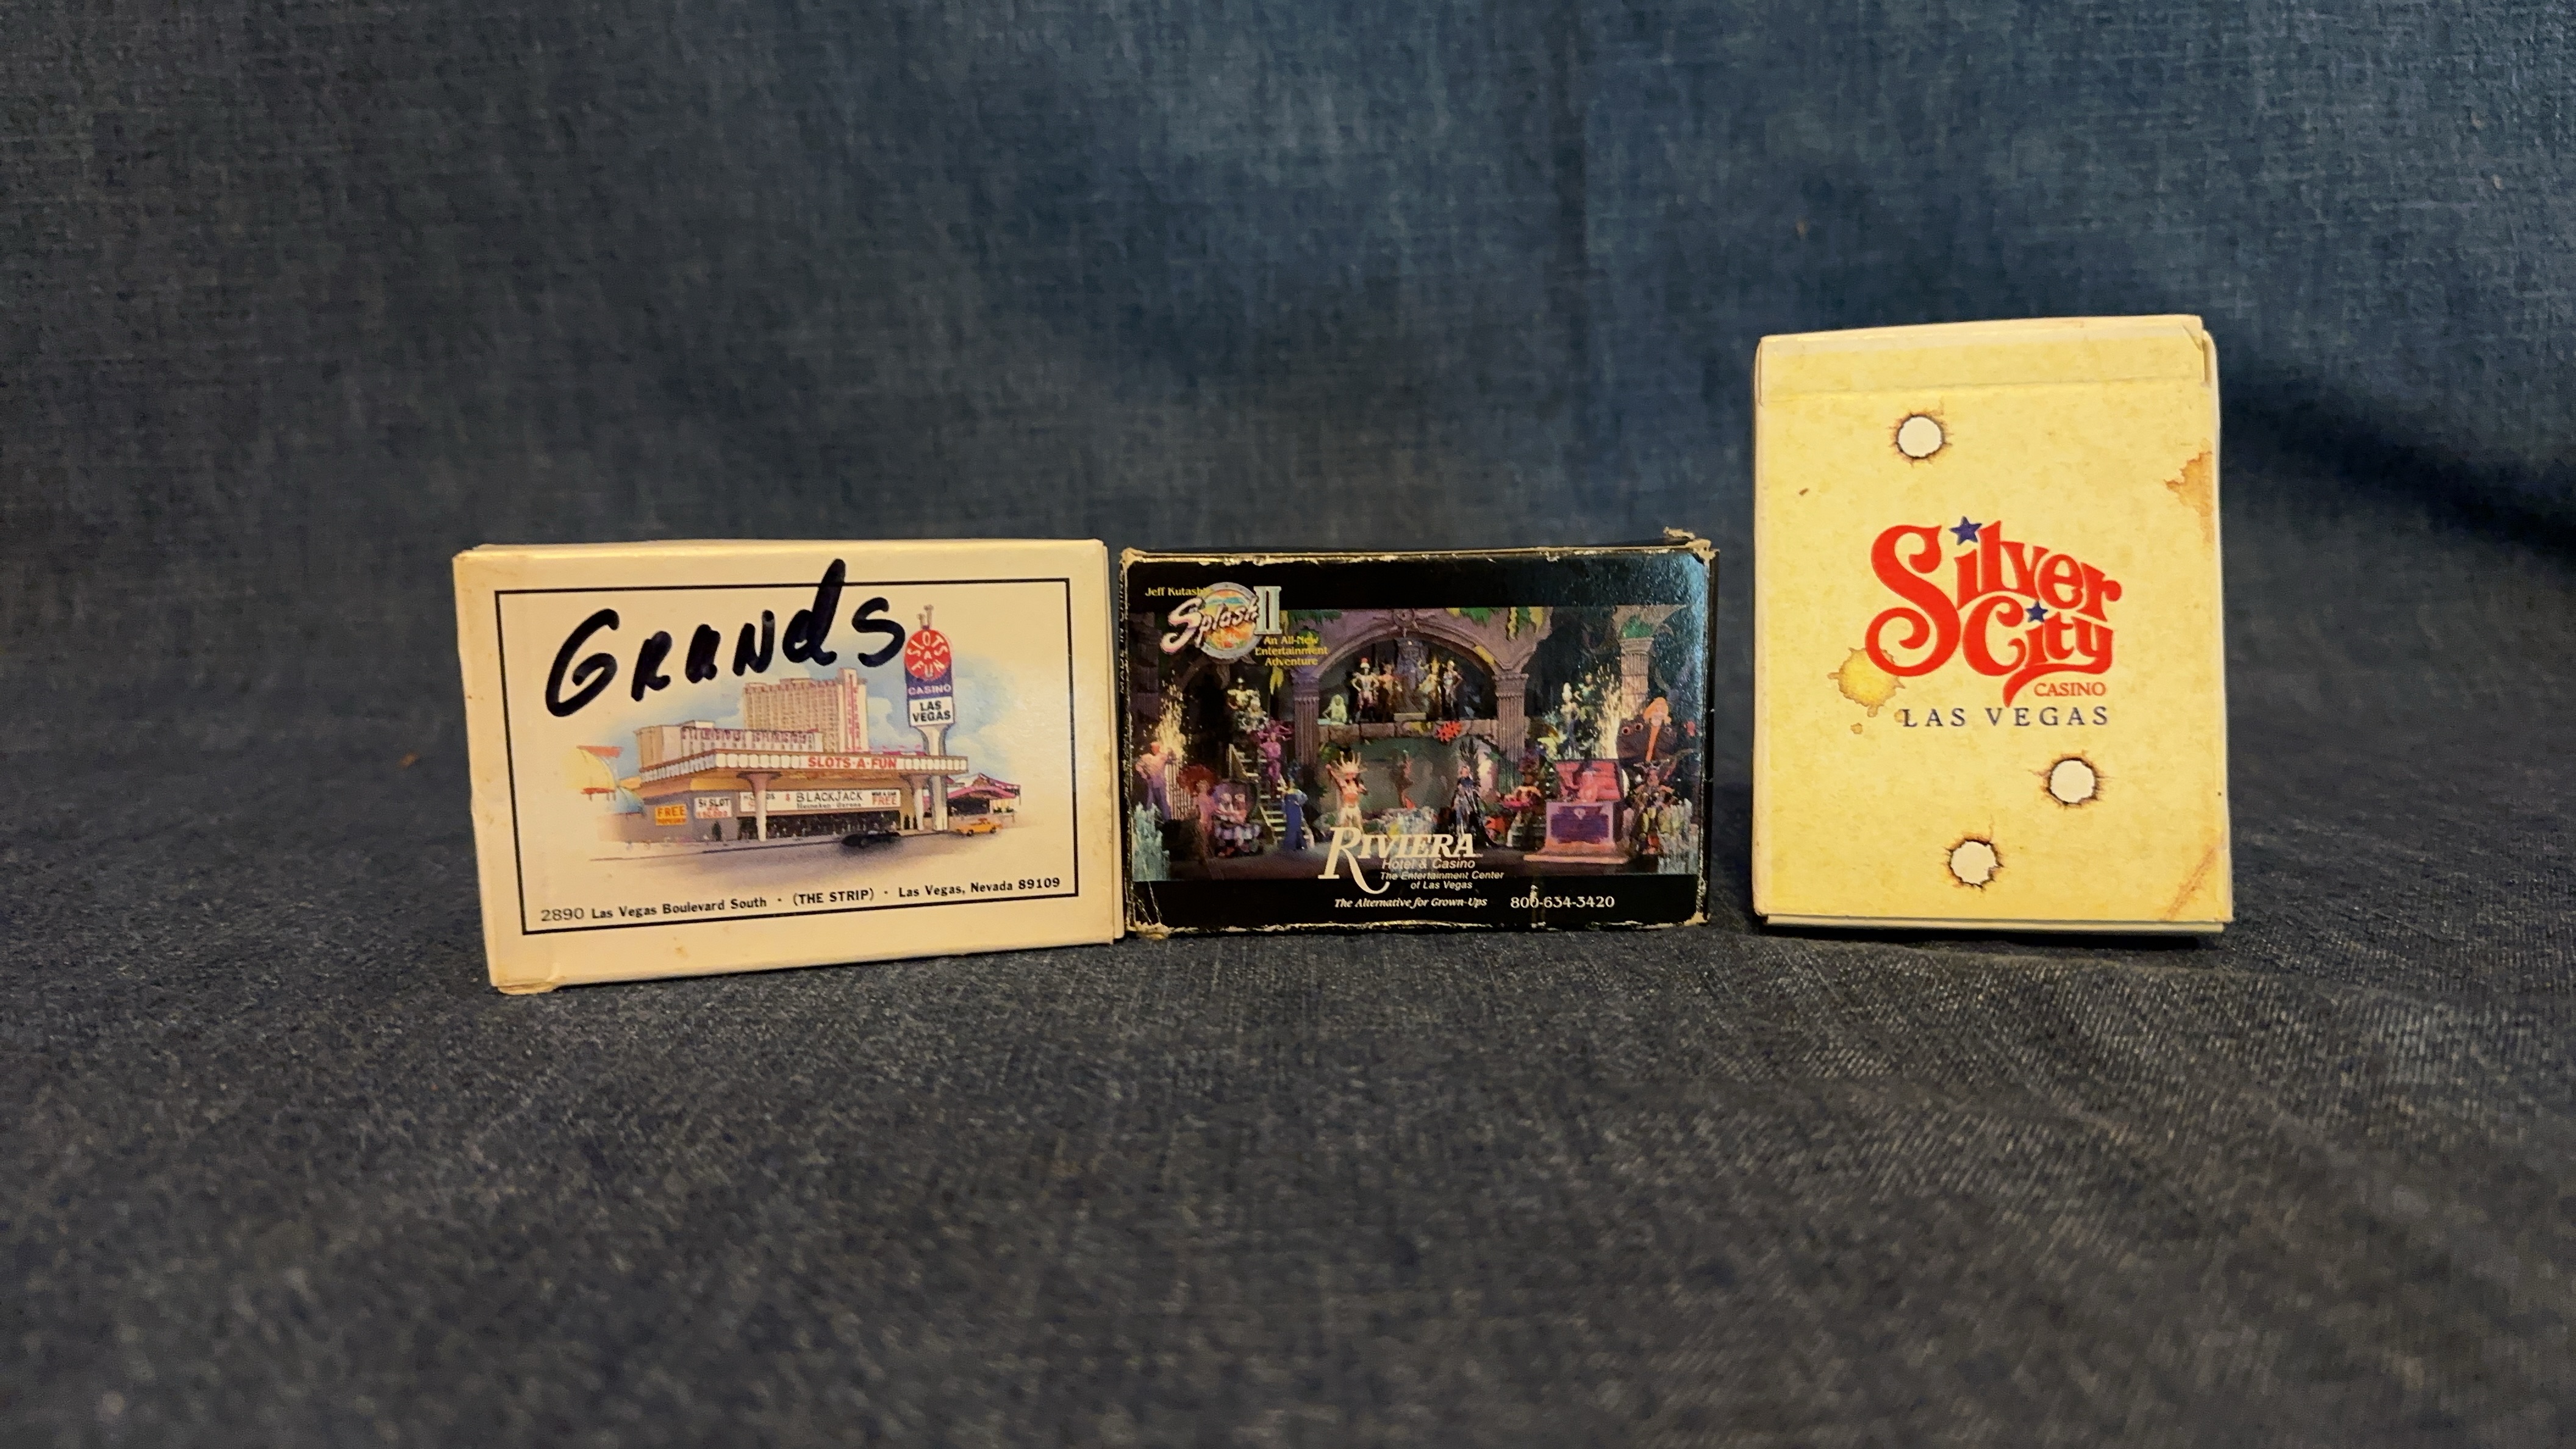 Grands
SLOTS
A
FUN
CASINO
LAS
VEGAS
SLOTS-A-FUN
FREE
$1 SLOT
BLACKJACK
FREE
2890 Las Vegas Boulevard South · (THE STRIP) · Las Vegas, Nevada 89109
Jeff Kutash
Splash II
An All-New
Entertainment
Adventure
RIVIERA
Hotel & Casino
The Entertainment Center
of Las Vegas
The Alternative for Grown-Ups 800-634-3420
Silver
City
CASINO
LAS VEGAS